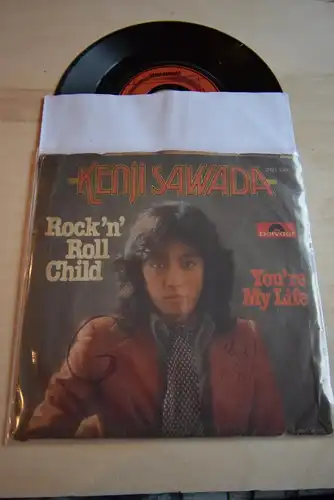 KENJI SAWADA
Rock'n'
Roll
Child
polydor
You're
My Life